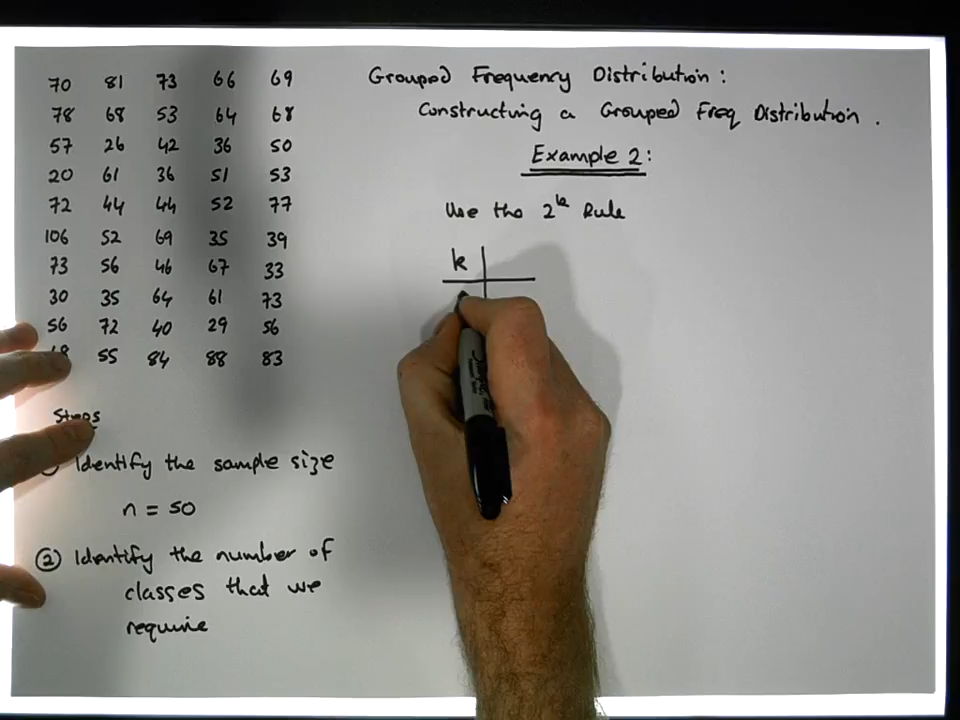 70 81 73 66 69
78 68 53 64 68
57 26 42 36 50
20 61 36 51 53
72 44 44 52 77
106 52 69 35 39
73 56 46 67 33
30 35 64 61 73
56 72 40 29 56
55 84 88 83
Steps
Identify the sample size
n = 50
② Identify the number of
classes that we
require
Grouped Frequency Distribution :
Constructing a Grouped Freq Distribution .
Example 2 :
Use the 2^k Rule
k